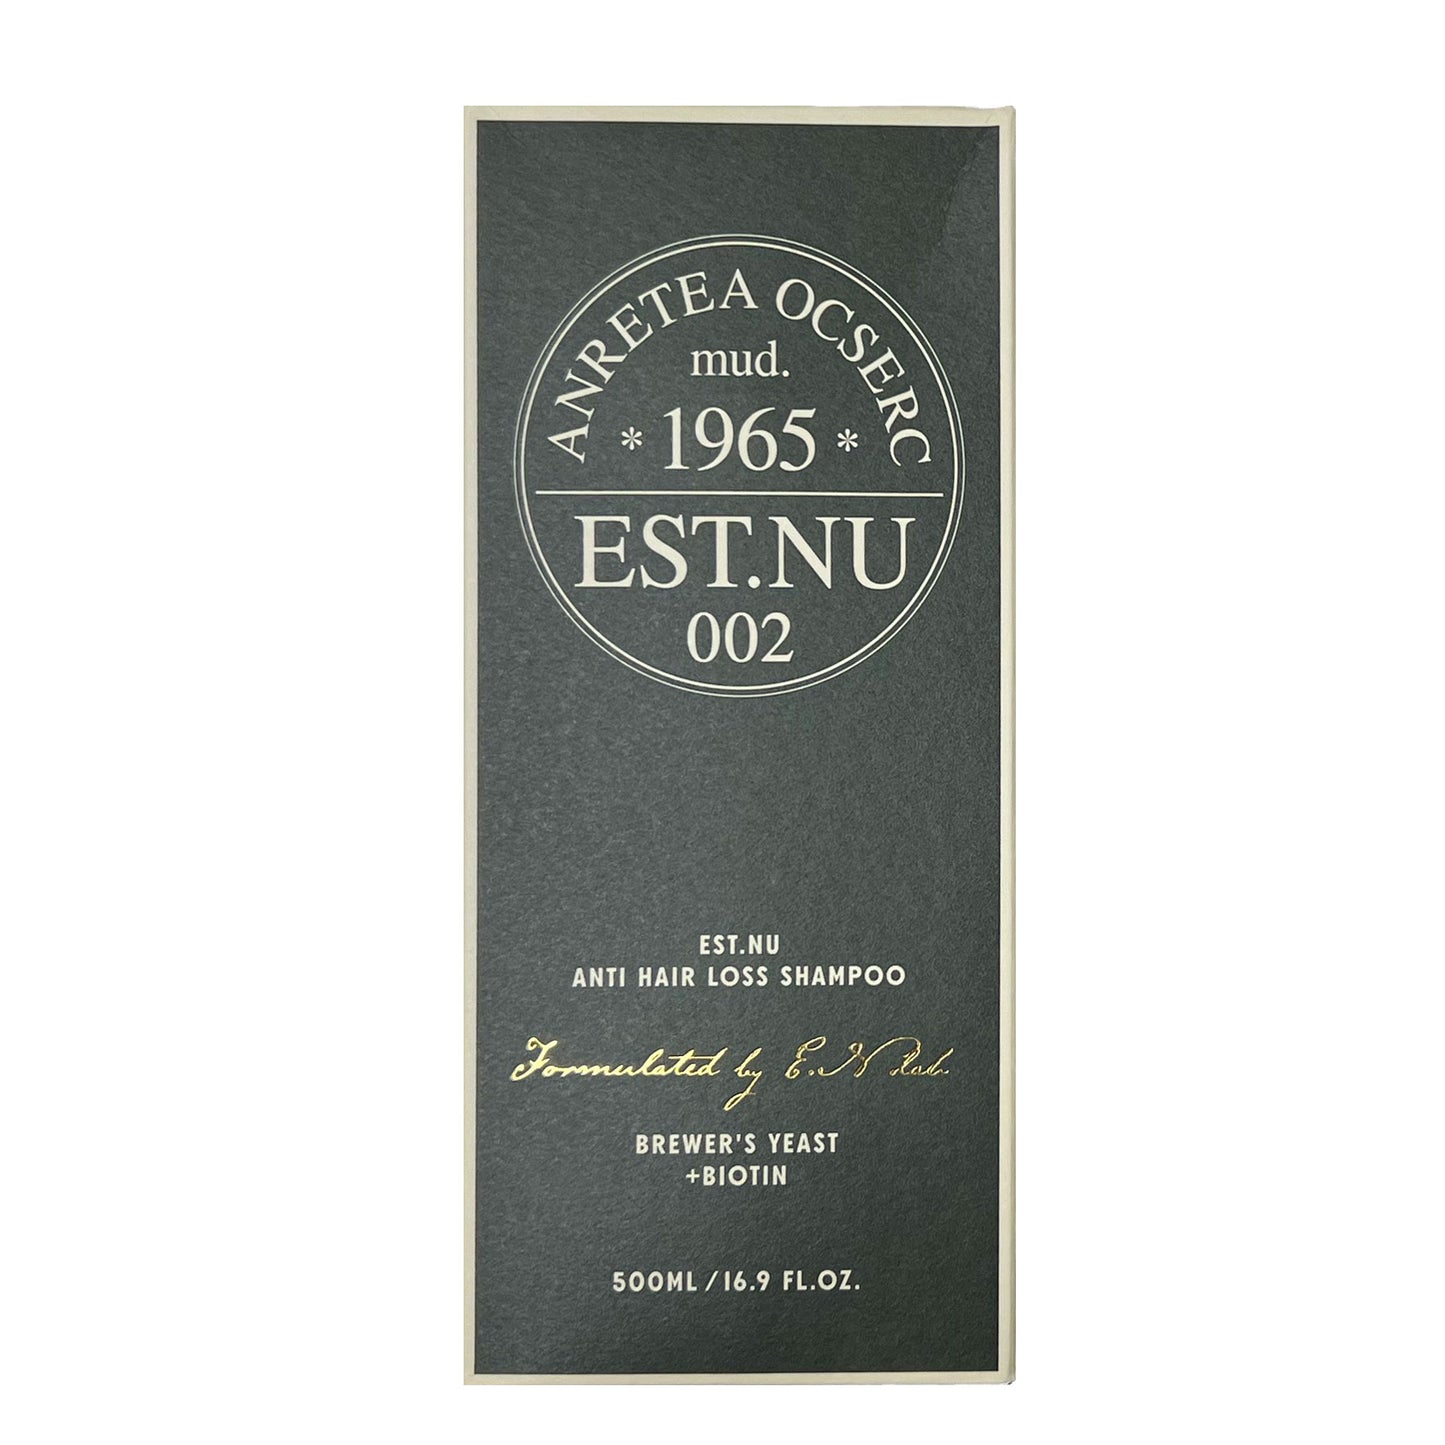 ANRETEA OCSERC
mud.
* 1965 *
EST.NU
002
EST.NU
ANTI HAIR LOSS SHAMPOO
Formulated by E.N Lab
BREWER'S YEAST
+BIOTIN
500ML / 16.9 FL.OZ.